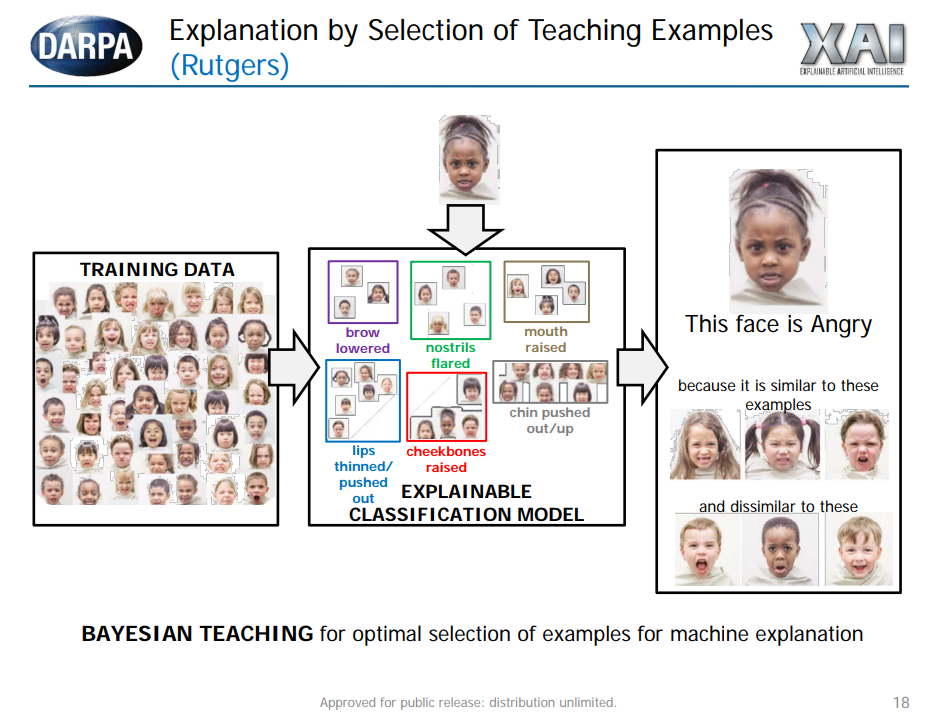 DARPA
Explanation by Selection of Teaching Examples
(Rutgers)
XAI
EXPLAINABLE ARTIFICIAL INTELLIGENCE
TRAINING DATA
brow
lowered
nostrils
flared
mouth
raised
lips
thinned/
pushed
out
cheekbones
raised
chin pushed
out/up
EXPLAINABLE
CLASSIFICATION MODEL
This face is Angry
because it is similar to these
examples
and dissimilar to these
BAYESIAN TEACHING for optimal selection of examples for machine explanation
Approved for public release: distribution unlimited.
18